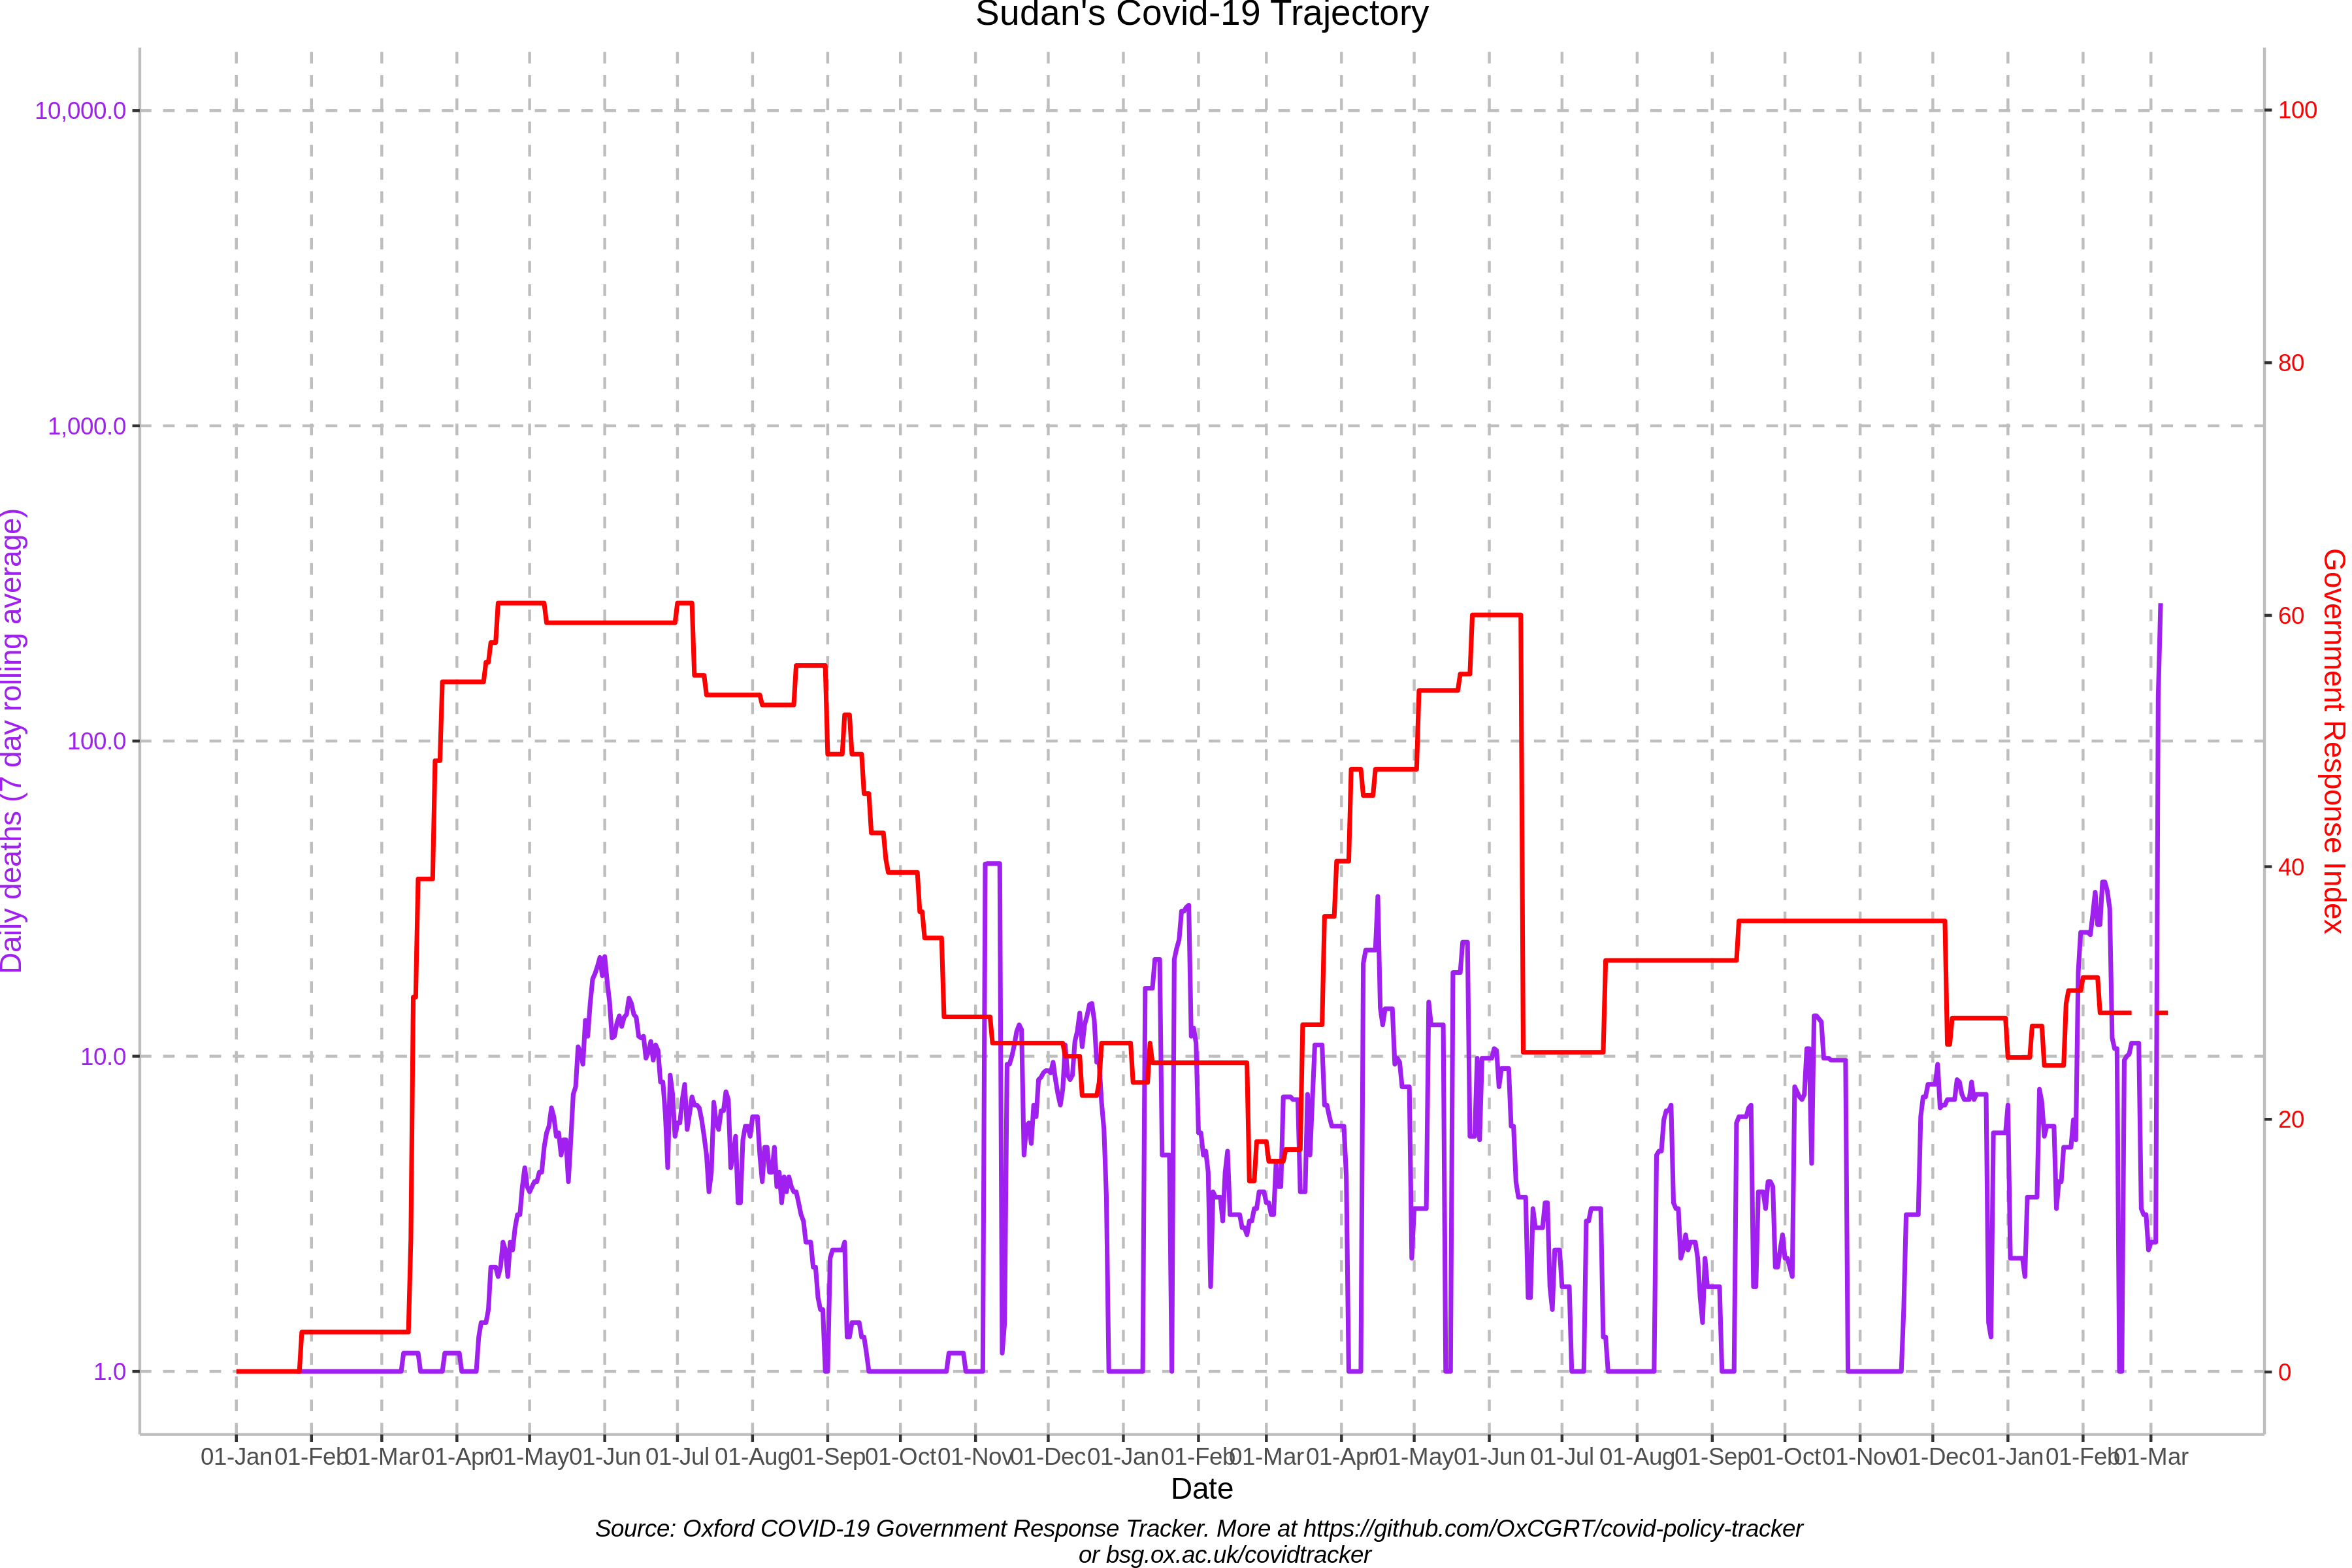 Sudan's Covid-19 Trajectory
10,000.0
1,000.0
100.0
10.0
1.0
Daily deaths (7 day rolling average)
100
80
60
40
20
0
Government Response Index
01-Jan 01-Feb 01-Mar 01-Apr 01-May 01-Jun 01-Jul 01-Aug 01-Sep 01-Oct 01-Nov 01-Dec 01-Jan 01-Feb 01-Mar 01-Apr 01-May 01-Jun 01-Jul 01-Aug 01-Sep 01-Oct 01-Nov 01-Dec 01-Jan 01-Feb 01-Mar
Date
Source: Oxford COVID-19 Government Response Tracker. More at https://github.com/OxCGRT/covid-policy-tracker
or bsg.ox.ac.uk/covidtracker